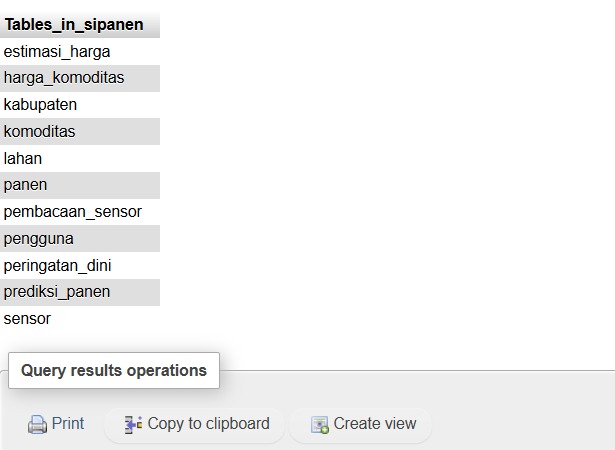 Tables_in_sipanen
estimasi_harga
harga_komoditas
kabupaten
komoditas
lahan
panen
pembacaan_sensor
pengguna
peringatan_dini
prediksi_panen
sensor
Query results operations
Print Copy to clipboard Create view